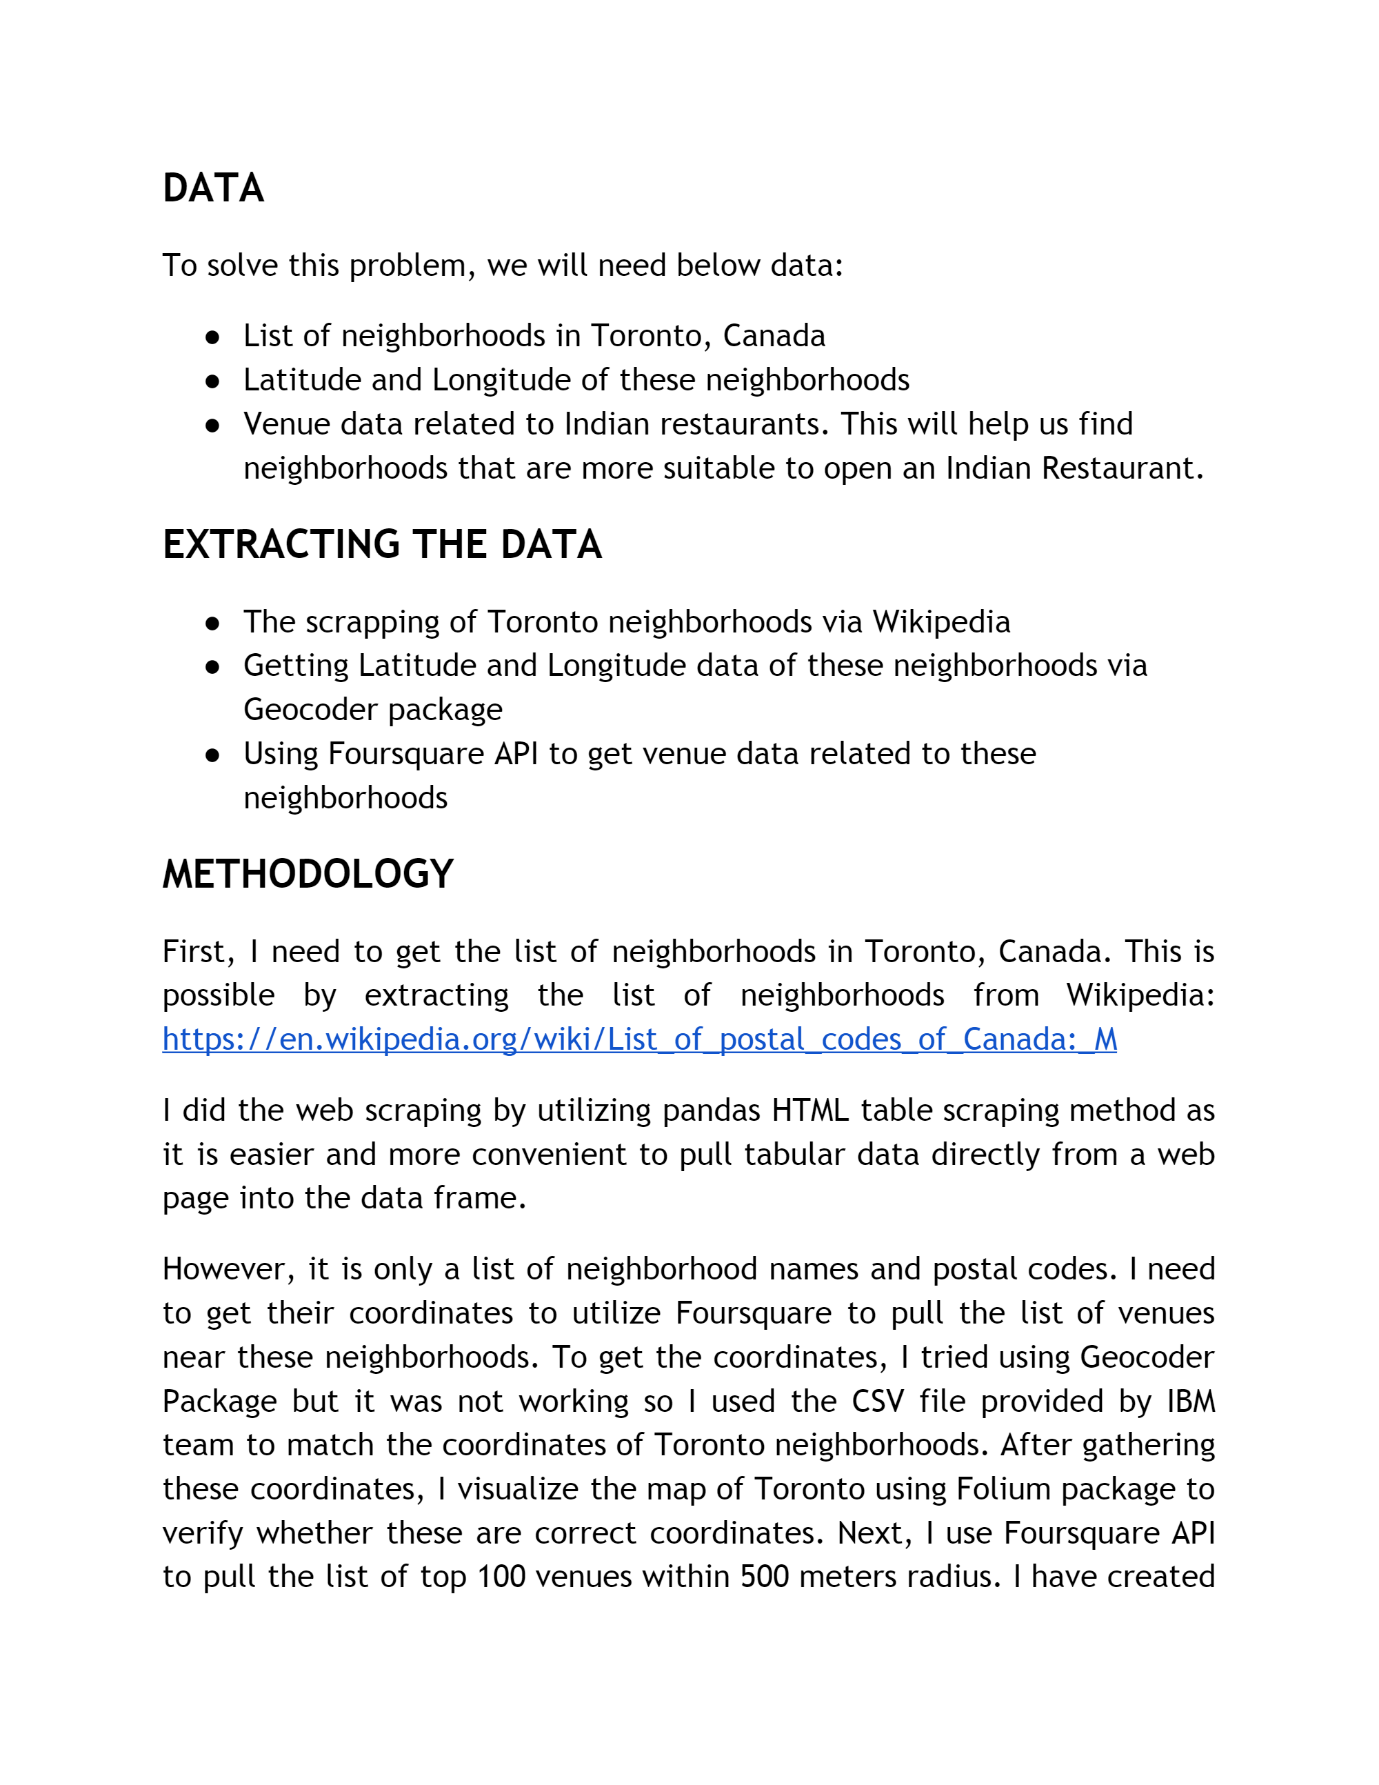 DATA
To solve this problem, we will need below data:
● List of neighborhoods in Toronto, Canada
● Latitude and Longitude of these neighborhoods
● Venue data related to Indian restaurants. This will help us find
neighborhoods that are more suitable to open an Indian Restaurant.
EXTRACTING THE DATA
● The scrapping of Toronto neighborhoods via Wikipedia
● Getting Latitude and Longitude data of these neighborhoods via
Geocoder package
● Using Foursquare API to get venue data related to these
neighborhoods
METHODOLOGY
First, I need to get the list of neighborhoods in Toronto, Canada. This is
possible by extracting the list of neighborhoods from Wikipedia:
https://en.wikipedia.org/wiki/List_of_postal_codes_of_Canada:_M
I did the web scraping by utilizing pandas HTML table scraping method as
it is easier and more convenient to pull tabular data directly from a web
page into the data frame.
However, it is only a list of neighborhood names and postal codes. I need
to get their coordinates to utilize Foursquare to pull the list of venues
near these neighborhoods. To get the coordinates, I tried using Geocoder
Package but it was not working so I used the CSV file provided by IBM
team to match the coordinates of Toronto neighborhoods. After gathering
these coordinates, I visualize the map of Toronto using Folium package to
verify whether these are correct coordinates. Next, I use Foursquare API
to pull the list of top 100 venues within 500 meters radius. I have created